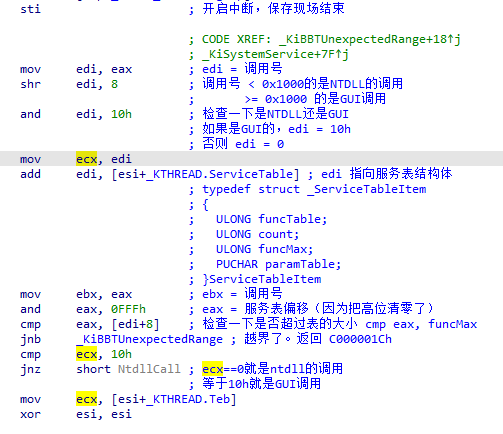 sti ; 开启中断，保存现场结束
; CODE XREF: _KiBBTUnexpectedRange+18↑j
; _KiSystemService+7F↑j
mov edi, eax ; edi = 调用号
shr edi, 8 ; 调用号 < 0x1000的是NTDLL的调用
; >= 0x1000 的是GUI调用
and edi, 10h ; 检查一下是NTDLL还是GUI
; 如果是GUI的，edi = 10h
; 否则 edi = 0
mov ecx, edi
add edi, [esi+_KTHREAD.ServiceTable] ; edi 指向服务表结构体
; typedef struct _ServiceTableItem
; {
; ULONG funcTable;
; ULONG count;
; ULONG funcMax;
; PUCHAR paramTable;
; }ServiceTableItem
mov ebx, eax ; ebx = 调用号
and eax, 0FFFh ; eax = 服务表偏移（因为把高位清零了）
cmp eax, [edi+8] ; 检查一下是否超过表的大小 cmp eax, funcMax
jnb _KiBBTUnexpectedRange ; 越界了。返回 C000001Ch
cmp ecx, 10h
jnz short NtdllCall ; ecx==0就是ntdll的调用
; 等于10h就是GUI调用
mov ecx, [esi+_KTHREAD.Teb]
xor esi, esi